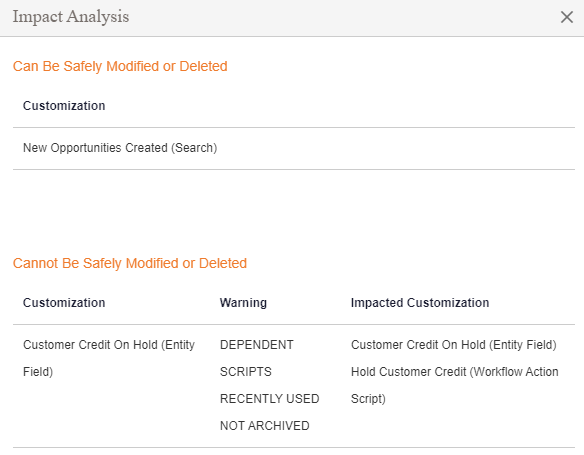 Impact Analysis
Can Be Safely Modified or Deleted
Customization
New Opportunities Created (Search)
Cannot Be Safely Modified or Deleted
Customization Warning Impacted Customization
Customer Credit On Hold (Entity DEPENDENT Customer Credit On Hold (Entity Field)
Field) SCRIPTS Hold Customer Credit (Workflow Action
RECENTLY USED Script)
NOT ARCHIVED